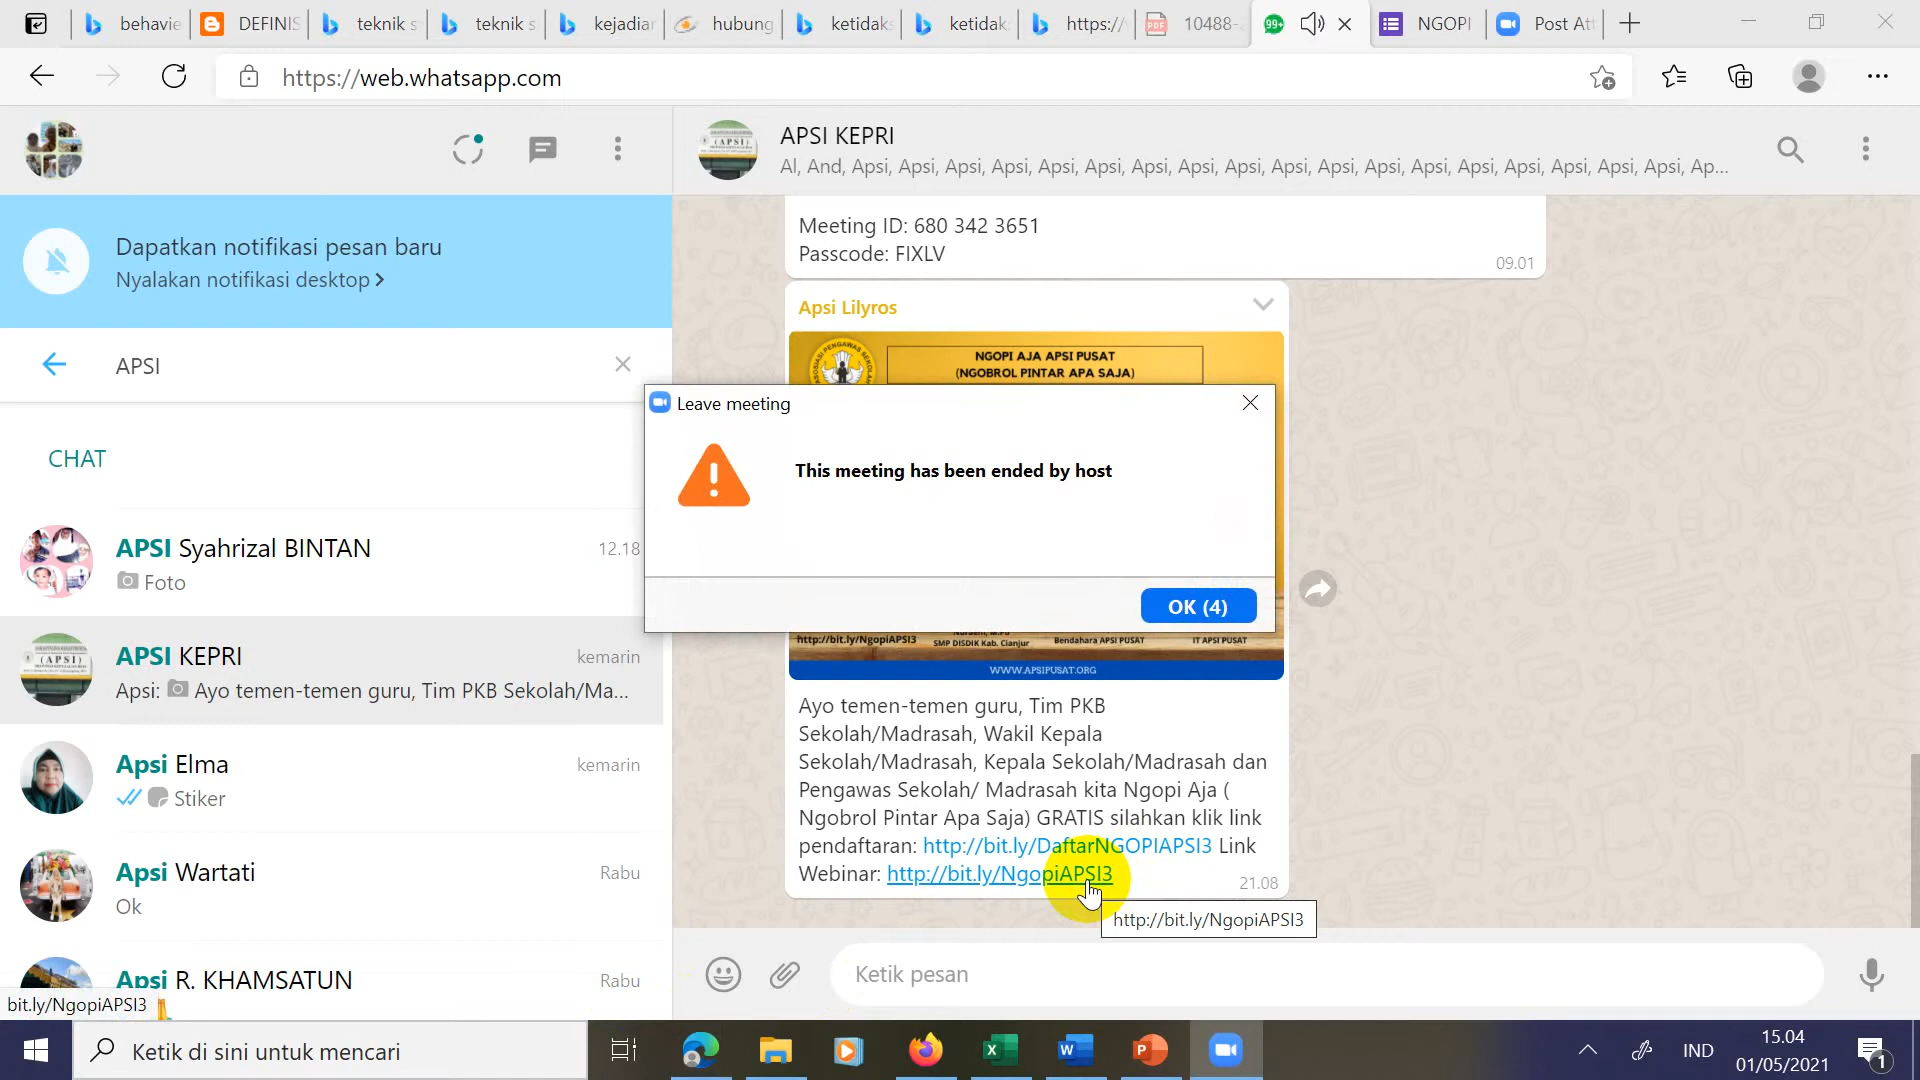 behavie
DEFINIS
teknik s
teknik s
kejadian
hubung
ketidak
ketidak
https://
10488-
99+
NGOPI
Post Att
https://web.whatsapp.com
APSI KEPRI
Al, And, Apsi, Apsi, Apsi, Apsi, Apsi, Apsi, Apsi, Apsi, Apsi, Apsi, Apsi, Apsi, Apsi, Apsi, Apsi, Apsi, Apsi, Ap...
Dapatkan notifikasi pesan baru
Nyalakan notifikasi desktop >
APSI
CHAT
APSI Syahrizal BINTAN
12.18
Foto
APSI KEPRI
kemarin
Apsi: Ayo temen-temen guru, Tim PKB Sekolah/Ma...
Apsi Elma
kemarin
Stiker
Apsi Wartati
Rabu
Ok
Apsi R. KHAMSATUN
Rabu
bit.ly/NgopiAPSI3
Meeting ID: 680 342 3651
Passcode: FIXLV
09.01
Apsi Lilyros
NGOPI AJA APSI PUSAT
(NGOBROL PINTAR APA SAJA)
Leave meeting
This meeting has been ended by host
OK (4)
http://bit.ly/NgopiAPSI3
SMP DISDIK Kab. Cianjur
Bendahara APSI PUSAT
IT APSI PUSAT
WWW.APSIPUSAT.ORG
Ayo temen-temen guru, Tim PKB
Sekolah/Madrasah, Wakil Kepala
Sekolah/Madrasah, Kepala Sekolah/Madrasah dan
Pengawas Sekolah/ Madrasah kita Ngopi Aja (
Ngobrol Pintar Apa Saja) GRATIS silahkan klik link
pendaftaran: http://bit.ly/DaftarNGOPIAPSI3 Link
Webinar: http://bit.ly/NgopiAPSI3
21.08
http://bit.ly/NgopiAPSI3
Ketik pesan
Ketik di sini untuk mencari
IND
15.04
01/05/2021
1